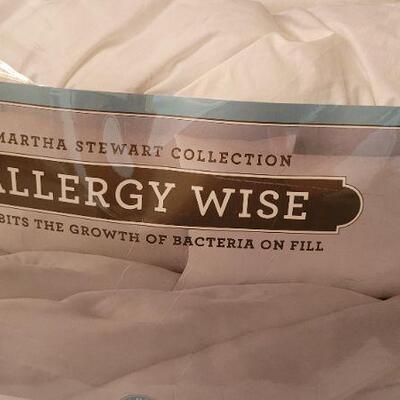 MARTHA STEWART COLLECTION
ALLERGY WISE
BITS THE GROWTH OF BACTERIA ON FILL